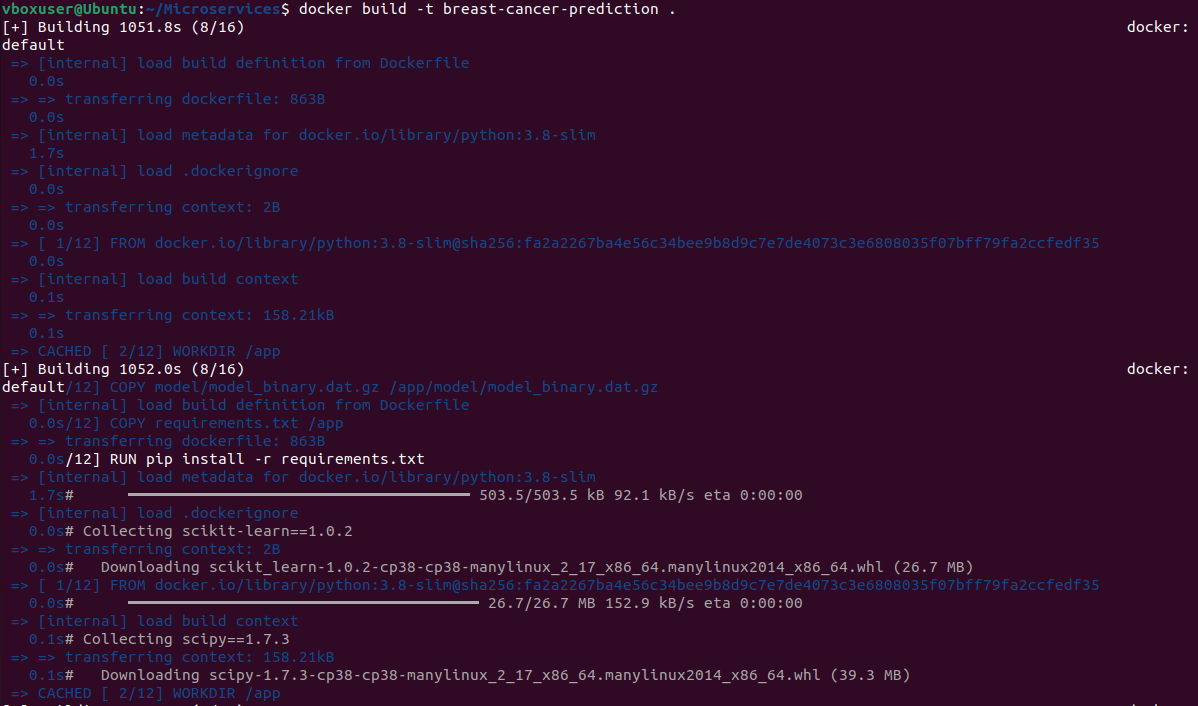 vboxuser@Ubuntu:~/Microservices$ docker build -t breast-cancer-prediction .
[+] Building 1051.8s (8/16) docker:
default
=> [internal] load build definition from Dockerfile
0.0s
=> => transferring dockerfile: 863B
0.0s
=> [internal] load metadata for docker.io/library/python:3.8-slim
1.7s
=> [internal] load .dockerignore
0.0s
=> => transferring context: 2B
0.0s
=> [ 1/12] FROM docker.io/library/python:3.8-slim@sha256:fa2a2267ba4e56c34bee9b8d9c7e7de4073c3e6808035f07bff79fa2ccfedf35
0.0s
=> [internal] load build context
0.1s
=> => transferring context: 158.21kB
0.1s
=> CACHED [ 2/12] WORKDIR /app
[+] Building 1052.0s (8/16) docker:
default/12] COPY model/model_binary.dat.gz /app/model/model_binary.dat.gz
=> [internal] load build definition from Dockerfile
0.0s/12] COPY requirements.txt /app
=> => transferring dockerfile: 863B
0.0s/12] RUN pip install -r requirements.txt
=> [internal] load metadata for docker.io/library/python:3.8-slim
1.7s# 503.5/503.5 kB 92.1 kB/s eta 0:00:00
=> [internal] load .dockerignore
0.0s# Collecting scikit-learn==1.0.2
=> => transferring context: 2B
0.0s# Downloading scikit_learn-1.0.2-cp38-cp38-manylinux_2_17_x86_64.manylinux2014_x86_64.whl (26.7 MB)
=> [ 1/12] FROM docker.io/library/python:3.8-slim@sha256:fa2a2267ba4e56c34bee9b8d9c7e7de4073c3e6808035f07bff79fa2ccfedf35
0.0s# 26.7/26.7 MB 152.9 kB/s eta 0:00:00
=> [internal] load build context
0.1s# Collecting scipy==1.7.3
=> => transferring context: 158.21kB
0.1s# Downloading scipy-1.7.3-cp38-cp38-manylinux_2_17_x86_64.manylinux2014_x86_64.whl (39.3 MB)
=> CACHED [ 2/12] WORKDIR /app